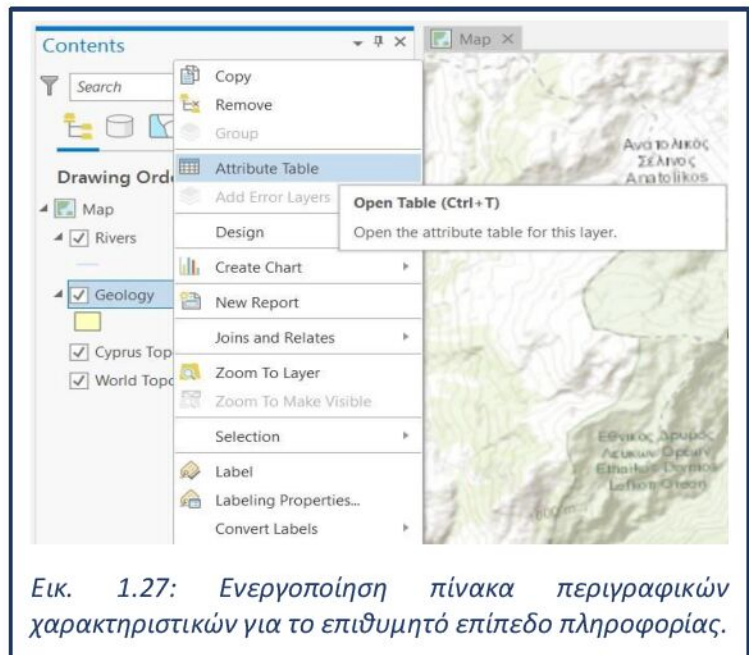 Contents
Map
Search
Copy
Remove
Group
Attribute Table
Add Error Layers
Design
Create Chart
New Report
Joins and Relates
Zoom To Layer
Zoom To Make Visible
Selection
Label
Labeling Properties...
Convert Labels
Drawing Orde
Map
Rivers
Geology
Cyprus Top
World Topo
Open Table (Ctrl+T)
Open the attribute table for this layer.
Ανατολικός
Σέλινος
Anatolikos
Εθνικός Δρυμός
Λευκών Ορέων
Ethnikos Drymos
Lefkon Oreon
Εικ. 1.27: Ενεργοποίηση πίνακα περιγραφικών
χαρακτηριστικών για το επιθυμητό επίπεδο πληροφορίας.